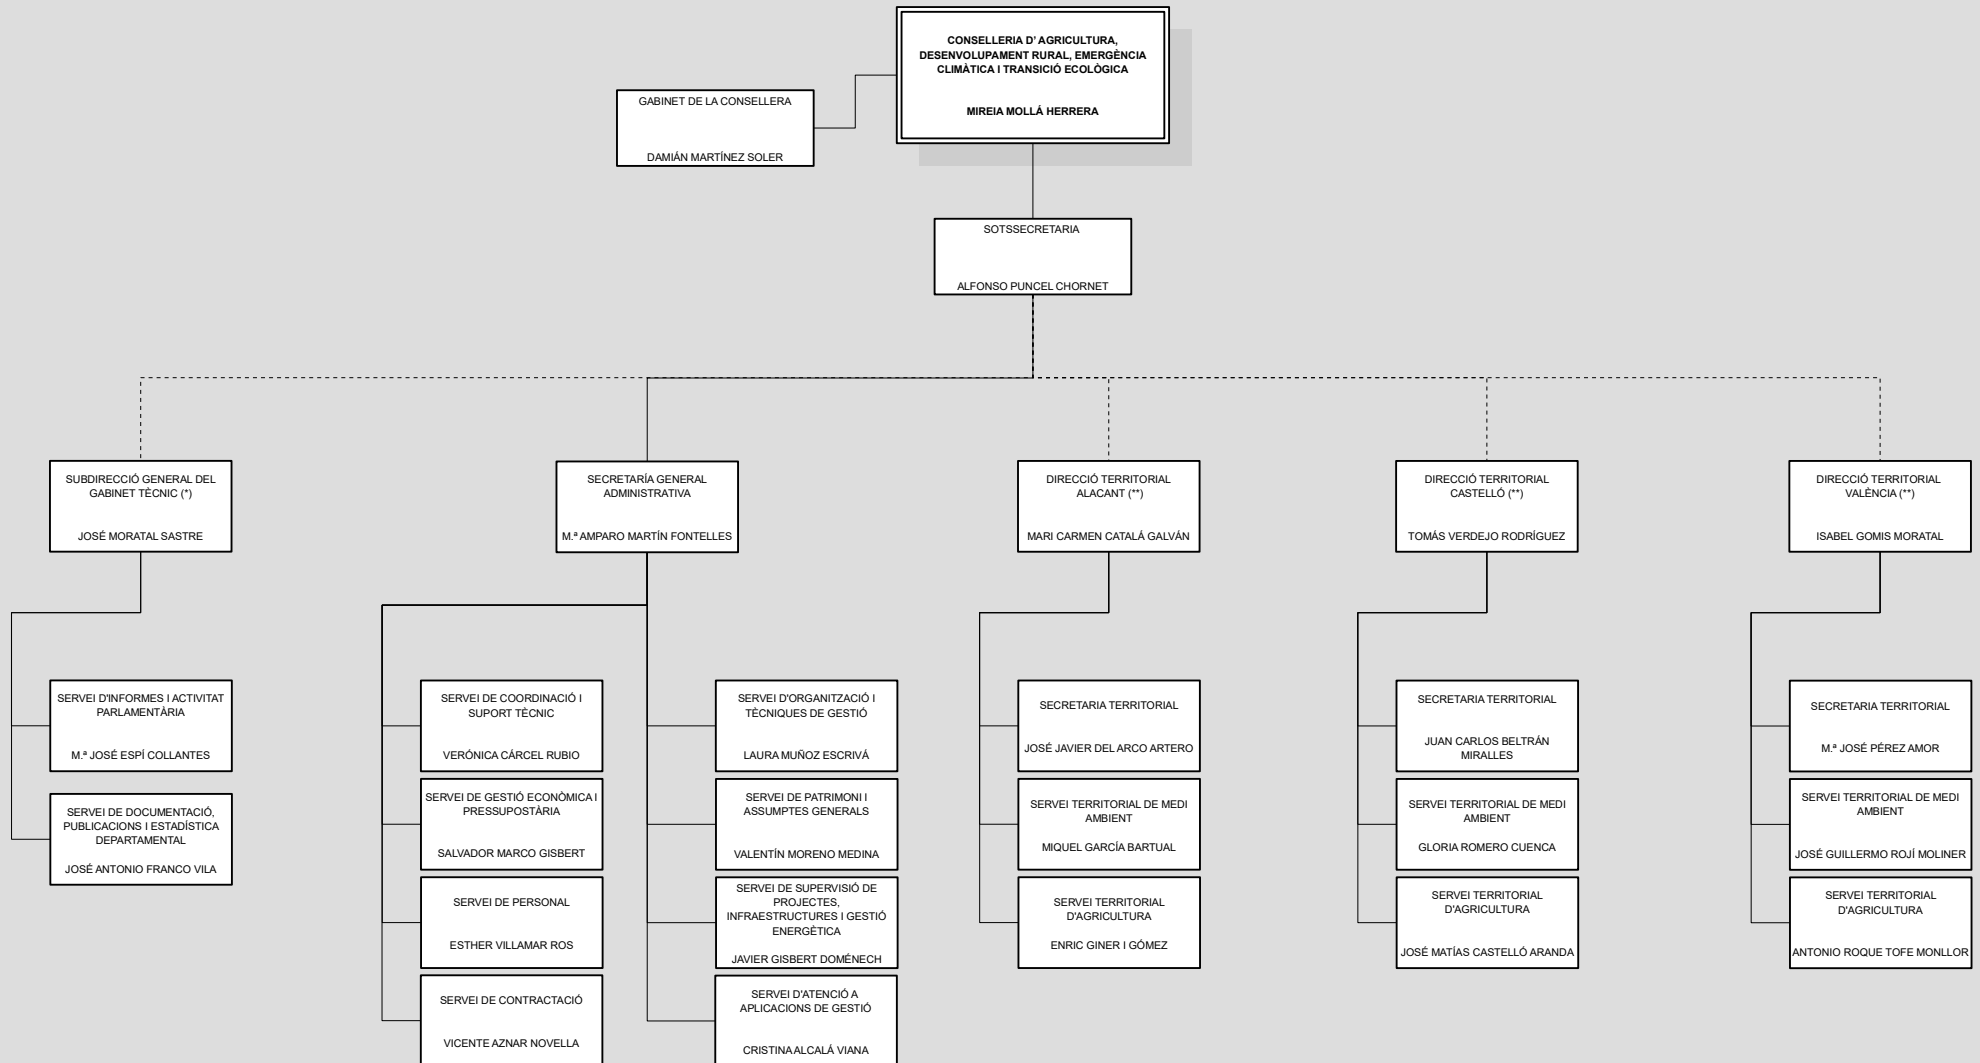 CONSELLERIA D' AGRICULTURA,
DESENVOLUPAMENT RURAL, EMERGÈNCIA
CLIMÀTICA I TRANSICIÓ ECOLÒGICA
MIREIA MOLLÁ HERRERA
GABINET DE LA CONSELLERA
DAMIÁN MARTÍNEZ SOLER
SOTSSECRETARIA
ALFONSO PUNCEL CHORNET
SUBDIRECCIÓ GENERAL DEL
GABINET TÈCNIC (*)
JOSÉ MORATAL SASTRE
SECRETARÍA GENERAL
ADMINISTRATIVA
M.ª AMPARO MARTÍN FONTELLES
DIRECCIÓ TERRITORIAL
ALACANT (**)
MARI CARMEN CATALÁ GALVÁN
DIRECCIÓ TERRITORIAL
CASTELLÓ (**)
TOMÁS VERDEJO RODRÍGUEZ
DIRECCIÓ TERRITORIAL
VALÈNCIA (**)
ISABEL GOMIS MORATAL
SERVEI D'INFORMES I ACTIVITAT
PARLAMENTÀRIA
M.ª JOSÉ ESPÍ COLLANTES
SERVEI DE DOCUMENTACIÓ,
PUBLICACIONS I ESTADÍSTICA
DEPARTAMENTAL
JOSÉ ANTONIO FRANCO VILA
SERVEI DE COORDINACIÓ I
SUPORT TÈCNIC
VERÓNICA CÁRCEL RUBIO
SERVEI DE GESTIÓ ECONÒMICA I
PRESSUPOSTÀRIA
SALVADOR MARCO GISBERT
SERVEI DE PERSONAL
ESTHER VILLAMAR ROS
SERVEI DE CONTRACTACIÓ
VICENTE AZNAR NOVELLA
SERVEI D'ORGANITZACIÓ I
TÈCNIQUES DE GESTIÓ
LAURA MUÑOZ ESCRIVÁ
SERVEI DE PATRIMONI I
ASSUMPTES GENERALS
VALENTÍN MORENO MEDINA
SERVEI DE SUPERVISIÓ DE
PROJECTES,
INFRAESTRUCTURES I GESTIÓ
ENERGÈTICA
JAVIER GISBERT DOMÉNECH
SERVEI D'ATENCIÓ A
APLICACIONS DE GESTIÓ
CRISTINA ALCALÁ VIANA
SECRETARIA TERRITORIAL
JOSÉ JAVIER DEL ARCO ARTERO
SERVEI TERRITORIAL DE MEDI
AMBIENT
MIQUEL GARCÍA BARTUAL
SERVEI TERRITORIAL
D'AGRICULTURA
ENRIC GINER I GÓMEZ
SECRETARIA TERRITORIAL
JUAN CARLOS BELTRÁN
MIRALLES
SERVEI TERRITORIAL DE MEDI
AMBIENT
GLORIA ROMERO CUENCA
SERVEI TERRITORIAL
D'AGRICULTURA
JOSÉ MATÍAS CASTELLÓ ARANDA
SECRETARIA TERRITORIAL
M.ª JOSÉ PÉREZ AMOR
SERVEI TERRITORIAL DE MEDI
AMBIENT
JOSÉ GUILLERMO ROJÍ MOLINER
SERVEI TERRITORIAL
D'AGRICULTURA
ANTONIO ROQUE TOFE MONLLOR